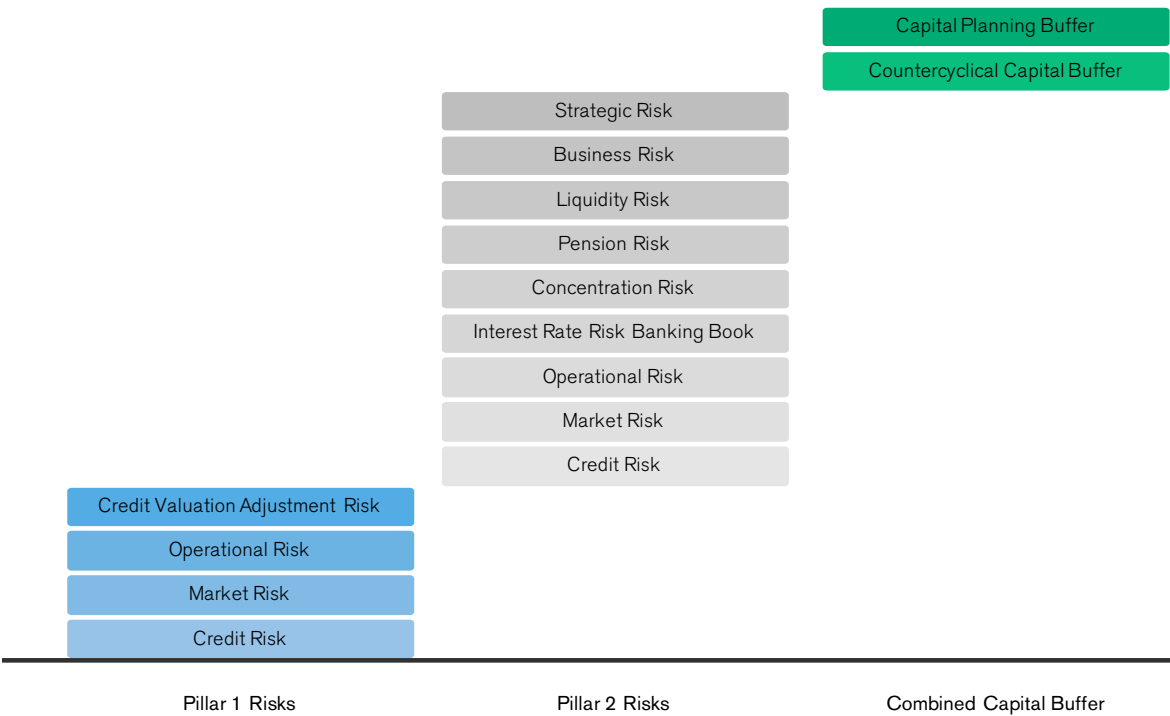 Capital Planning Buffer
Countercyclical Capital Buffer
Strategic Risk
Business Risk
Liquidity Risk
Pension Risk
Concentration Risk
Interest Rate Risk Banking Book
Operational Risk
Market Risk
Credit Risk
Credit Valuation Adjustment Risk
Operational Risk
Market Risk
Credit Risk
Pillar 1 Risks
Pillar 2 Risks
Combined Capital Buffer